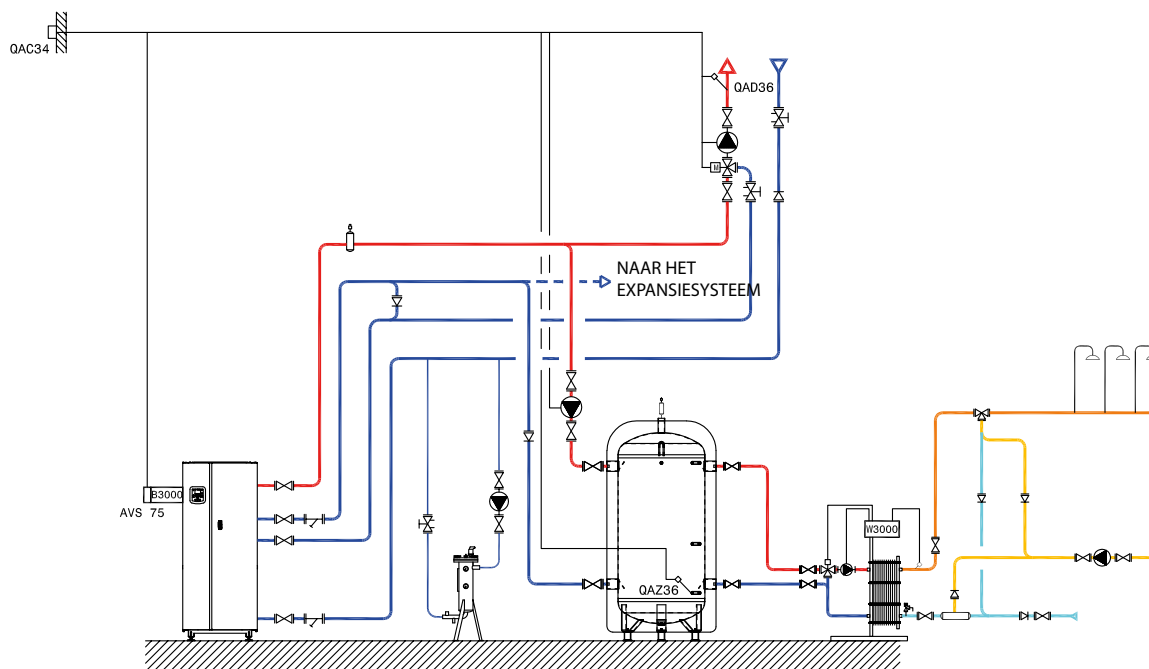 QAC34
QAD36
M
NAAR HET
EXPANSIESYSTEEM
B3000
AVS 75
W3000
QAZ36